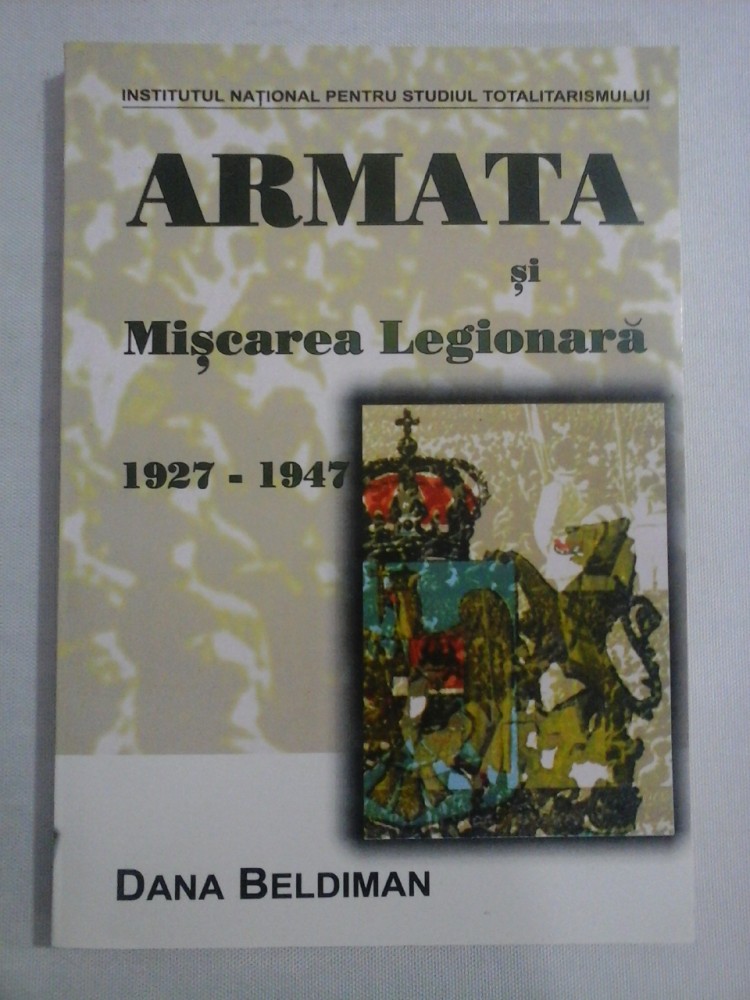 INSTITUTUL NAȚIONAL PENTRU STUDIUL TOTALITARISMULUI
ARMATA
și
Mișcarea Legionară
1927 - 1947
DANA BELDIMAN